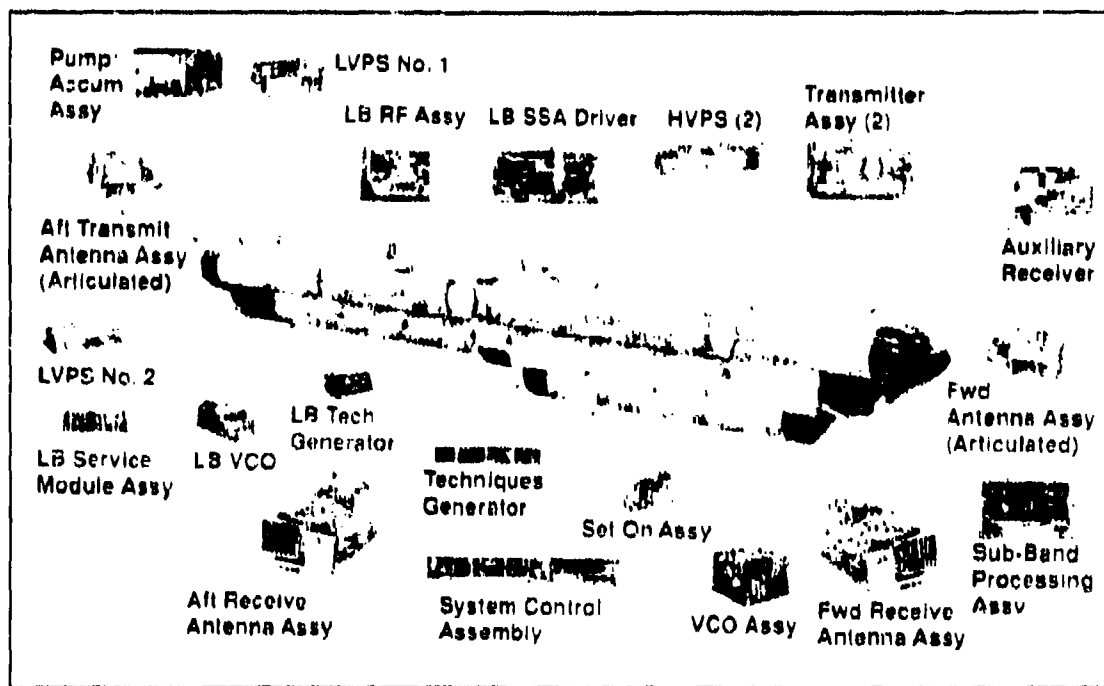 Pump
Accum
Assy
LVPS No. 1
LB RF Assy
LB SSA Driver
HVPS (2)
Transmitter
Assy (2)
Aft Transmit
Antenna Assy
(Articulated)
Auxiliary
Receiver
LVPS No. 2
LB Tech
Generator
Fwd
Antenna Assy
(Articulated)
LB Service
Module Assy
LB VCO
Techniques
Generator
Set On Assy
Sub-Band
Processing
Assy
Aft Receive
Antenna Assy
System Control
Assembly
VCO Assy
Fwd Receive
Antenna Assy